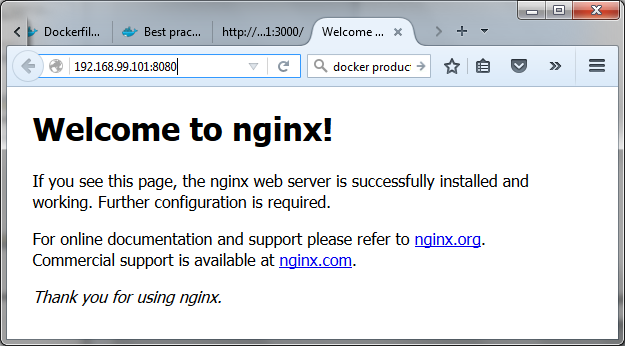 Dockerfil...
Best prac...
http://...1:3000/
Welcome ...
192.168.99.101:8080
docker product
Welcome to nginx!
If you see this page, the nginx web server is successfully installed and
working. Further configuration is required.
For online documentation and support please refer to nginx.org.
Commercial support is available at nginx.com.
Thank you for using nginx.